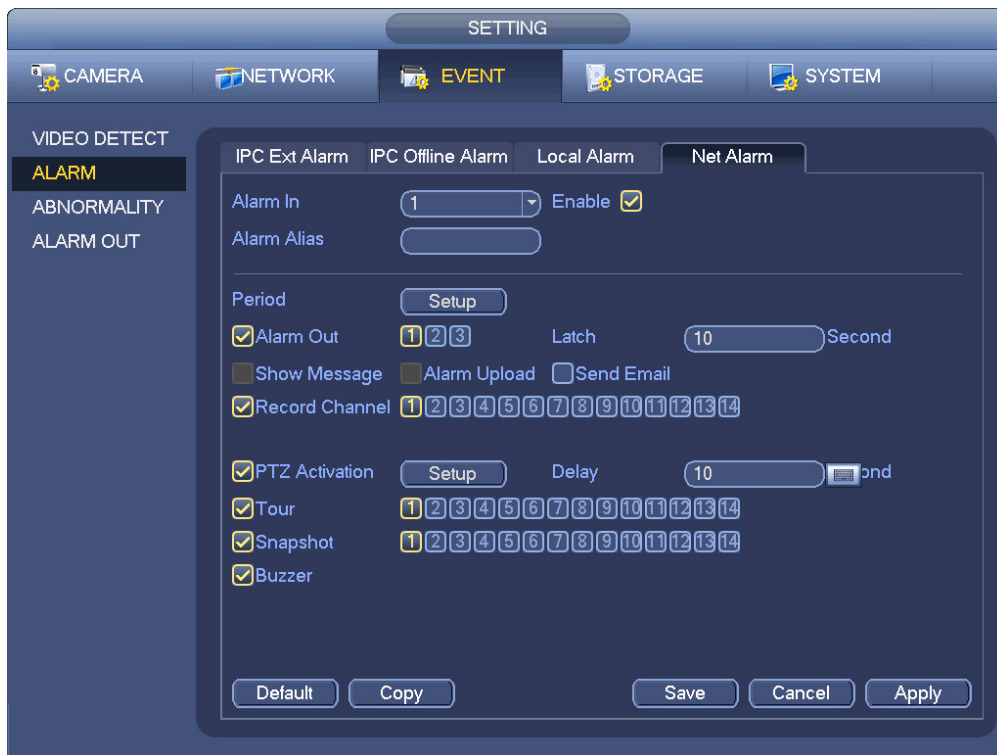 SETTING
CAMERA NETWORK EVENT STORAGE SYSTEM
VIDEO DETECT
ALARM
ABNORMALITY
ALARM OUT
IPC Ext Alarm IPC Offline Alarm Local Alarm Net Alarm
Alarm In 1 Enable
Alarm Alias
Period Setup
Alarm Out 1 2 3 Latch 10 Second
Show Message Alarm Upload Send Email
Record Channel 1 2 3 4 5 6 7 8 9 10 11 12 13 14
PTZ Activation Setup Delay 10 ond
Tour 1 2 3 4 5 6 7 8 9 10 11 12 13 14
Snapshot 1 2 3 4 5 6 7 8 9 10 11 12 13 14
Buzzer
Default Copy Save Cancel Apply